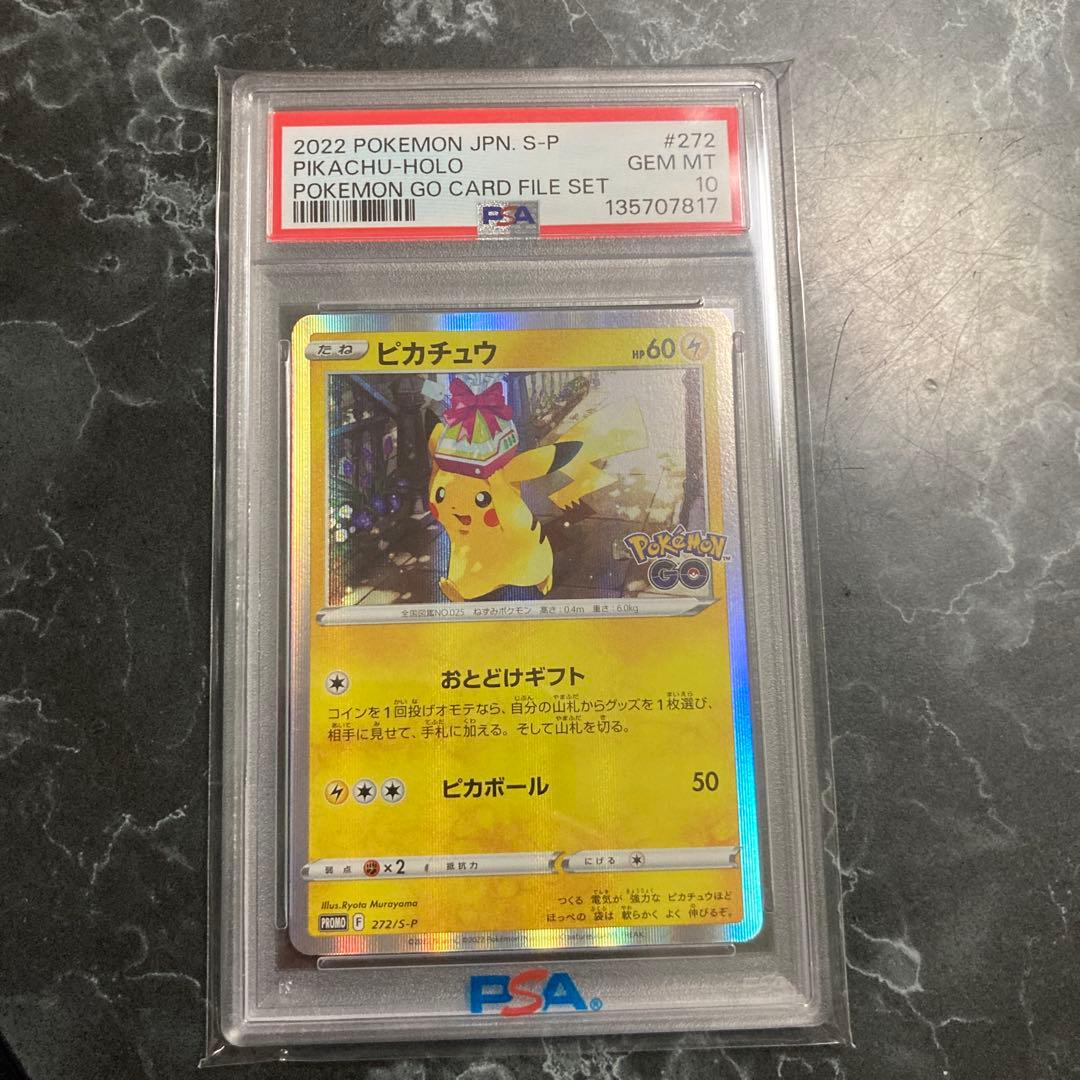 2022 POKEMON JPN. S-P #272
PIKACHU-HOLO GEM MT
POKEMON GO CARD FILE SET 10
PSA 135707817
たね ピカチュウ HP60
POKéMON
GO
全国図鑑NO.025 ねずみポケモン 高さ:0.4m 重さ:6.0kg
おとどけギフト
コインを1回投げオモテなら、自分の山札からグッズを1枚選び、
相手に見せて、手札に加える。そして山札を切る。
ピカボール 50
弱点 ×2 抵抗力 にげる
Illus.Ryota Murayama
つくる 電気が 強力な ピカチュウほど
ほっぺの 袋は 軟らかく よく 伸びるぞ。
PROMO F 272/S-P
©2022 Pokémon
PSA®